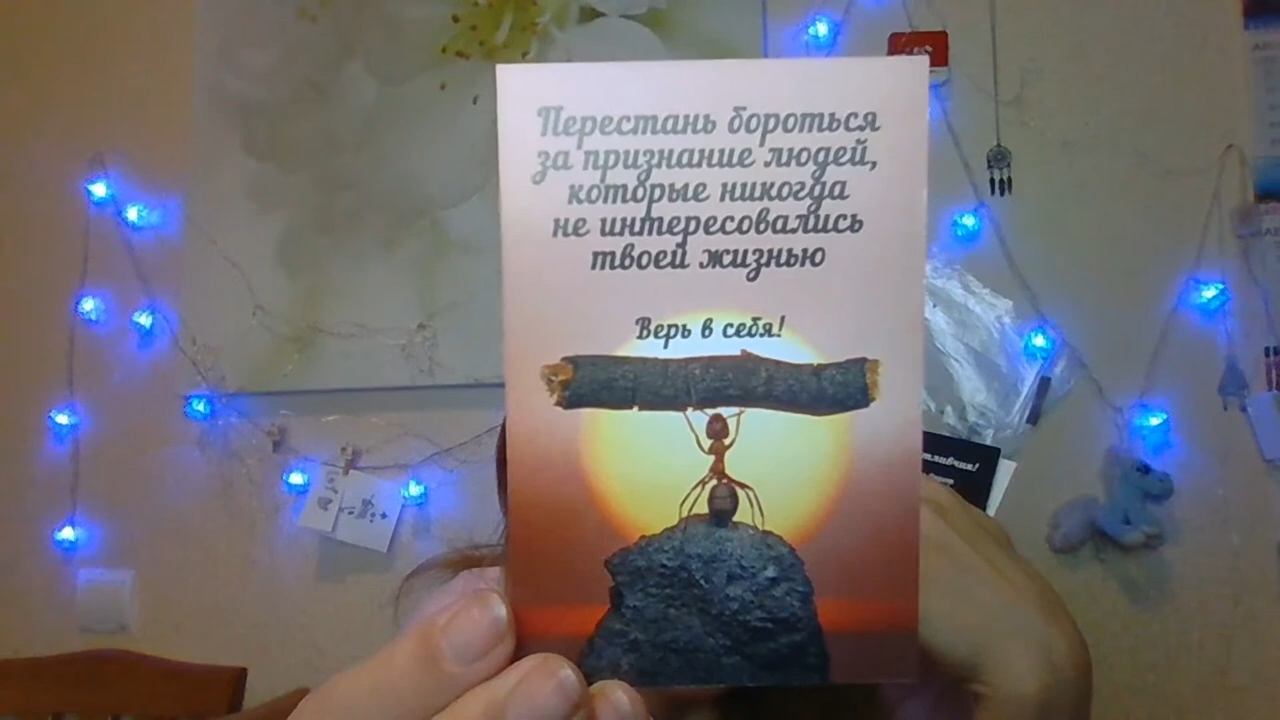 Перестань бороться
за признание людей,
которые никогда
не интересовались
твоей жизнью
Верь в себя!